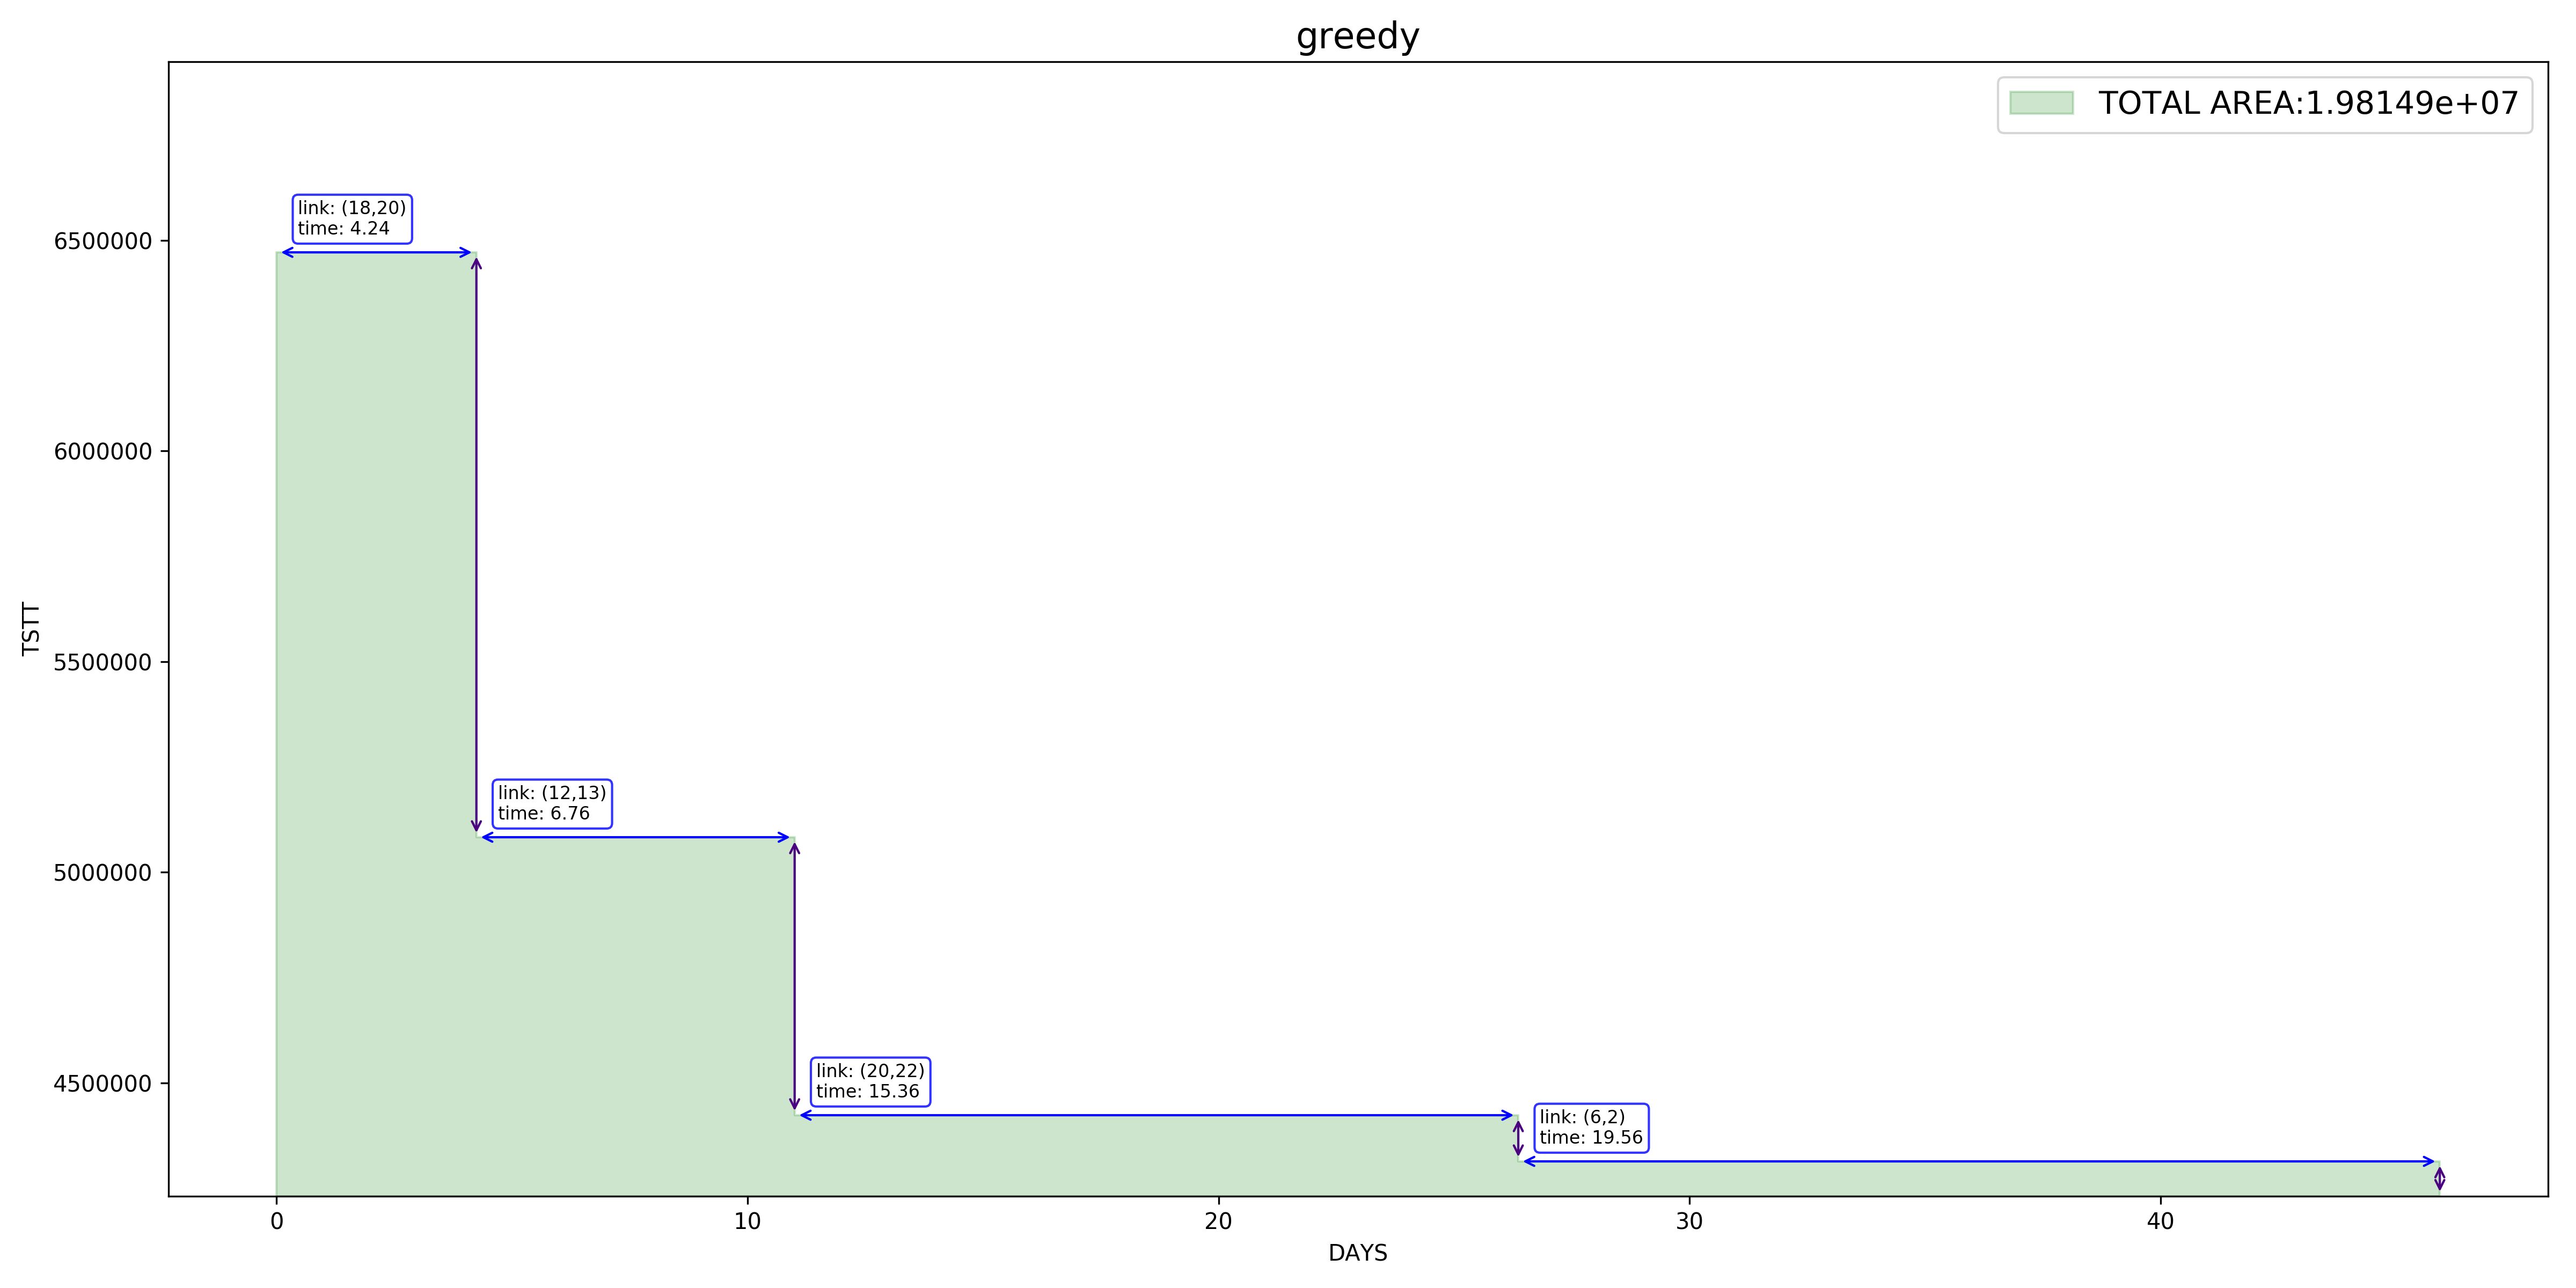 greedy
TOTAL AREA:1.98149e+07
link: (18,20)
time: 4.24
6500000
6000000
5500000
TSTT
link: (12,13)
time: 6.76
5000000
link: (20,22)
time: 15.36
4500000
link: (6,2)
time: 19.56
0
10
20
30
40
DAYS